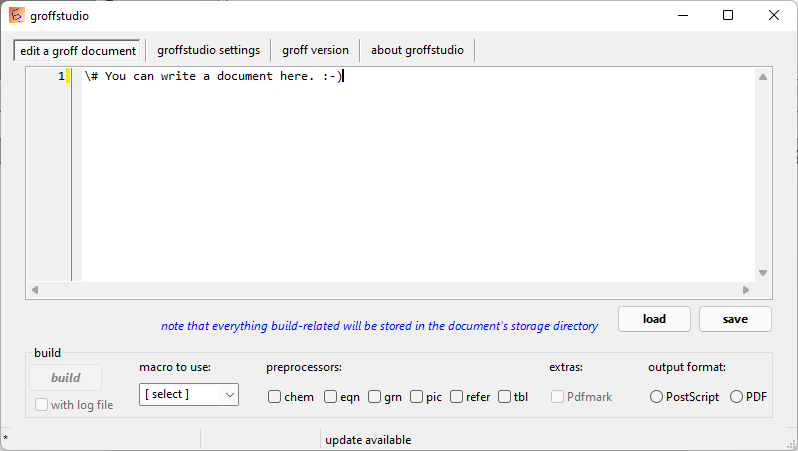 groffstudio
edit a groff document groffstudio settings groff version about groffstudio
1 \# You can write a document here. :-)
note that everything build-related will be stored in the document's storage directory load save
build
build macro to use: preprocessors: extras: output format:
[ select ] chem eqn grn pic refer tbl Pdfmark PostScript PDF
with log file
* update available